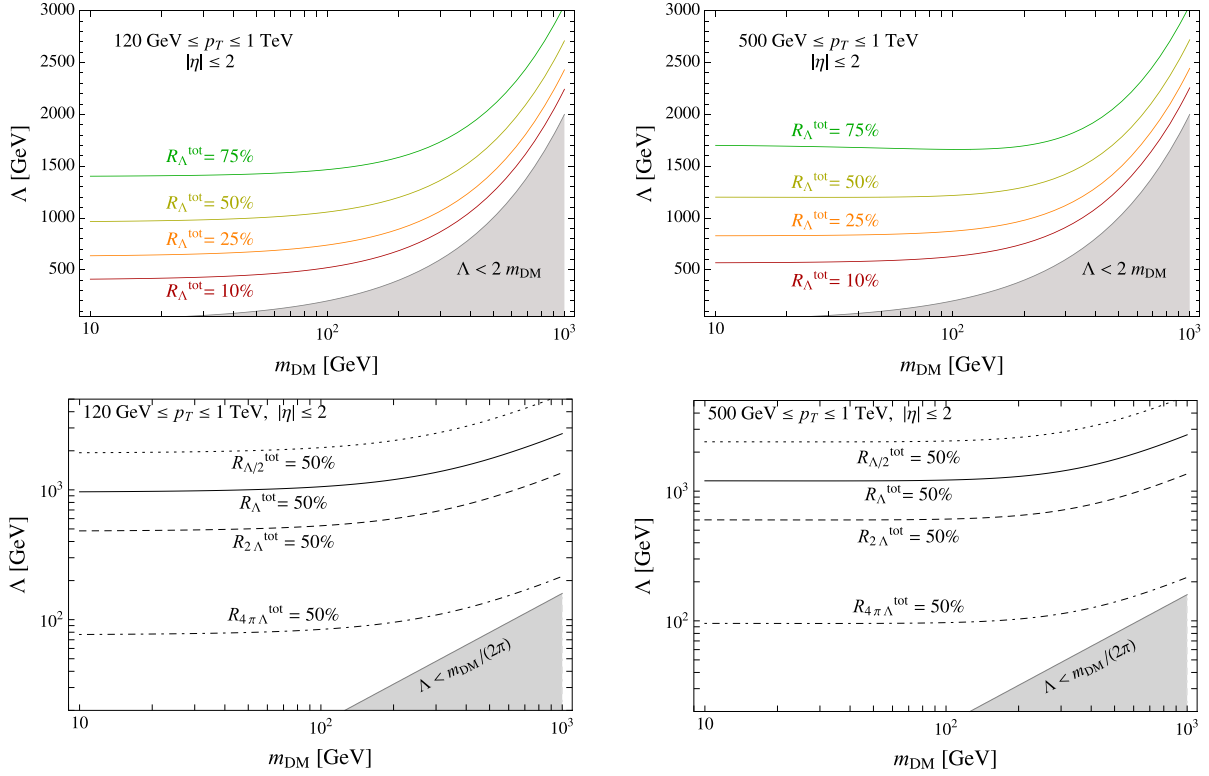 3000
2500
2000
1500
1000
500
Λ [GeV]
120 GeV ≤ p_T ≤ 1 TeV
|η| ≤ 2
R_Λ^tot = 75%
R_Λ^tot = 50%
R_Λ^tot = 25%
R_Λ^tot = 10%
Λ < 2 m_DM
10 10^2 10^3
m_DM [GeV]
3000
2500
2000
1500
1000
500
Λ [GeV]
500 GeV ≤ p_T ≤ 1 TeV
|η| ≤ 2
R_Λ^tot = 75%
R_Λ^tot = 50%
R_Λ^tot = 25%
R_Λ^tot = 10%
Λ < 2 m_DM
10 10^2 10^3
m_DM [GeV]
120 GeV ≤ p_T ≤ 1 TeV, |η| ≤ 2
R_Λ/2^tot = 50%
10^3
R_Λ^tot = 50%
R_2Λ^tot = 50%
Λ [GeV]
R_4πΛ^tot = 50%
10^2
Λ < m_DM/(2π)
10 10^2 10^3
m_DM [GeV]
500 GeV ≤ p_T ≤ 1 TeV, |η| ≤ 2
R_Λ/2^tot = 50%
10^3
R_Λ^tot = 50%
R_2Λ^tot = 50%
Λ [GeV]
R_4πΛ^tot = 50%
10^2
Λ < m_DM/(2π)
10 10^2 10^3
m_DM [GeV]